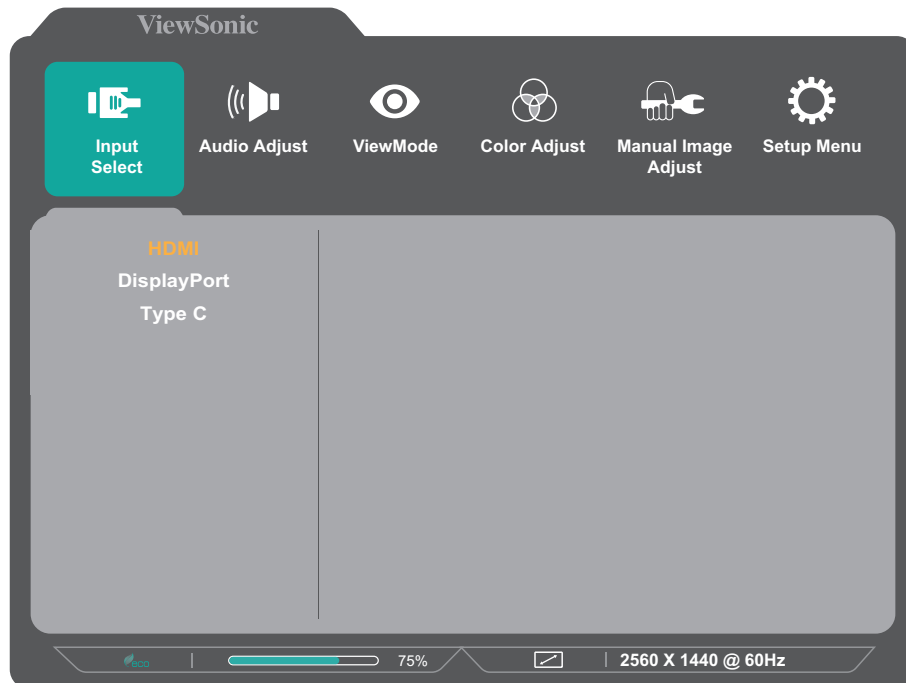 ViewSonic
Input
Select
Audio Adjust
ViewMode
Color Adjust
Manual Image
Adjust
Setup Menu
HDMI
DisplayPort
Type C
eco
75%
2560 X 1440 @ 60Hz